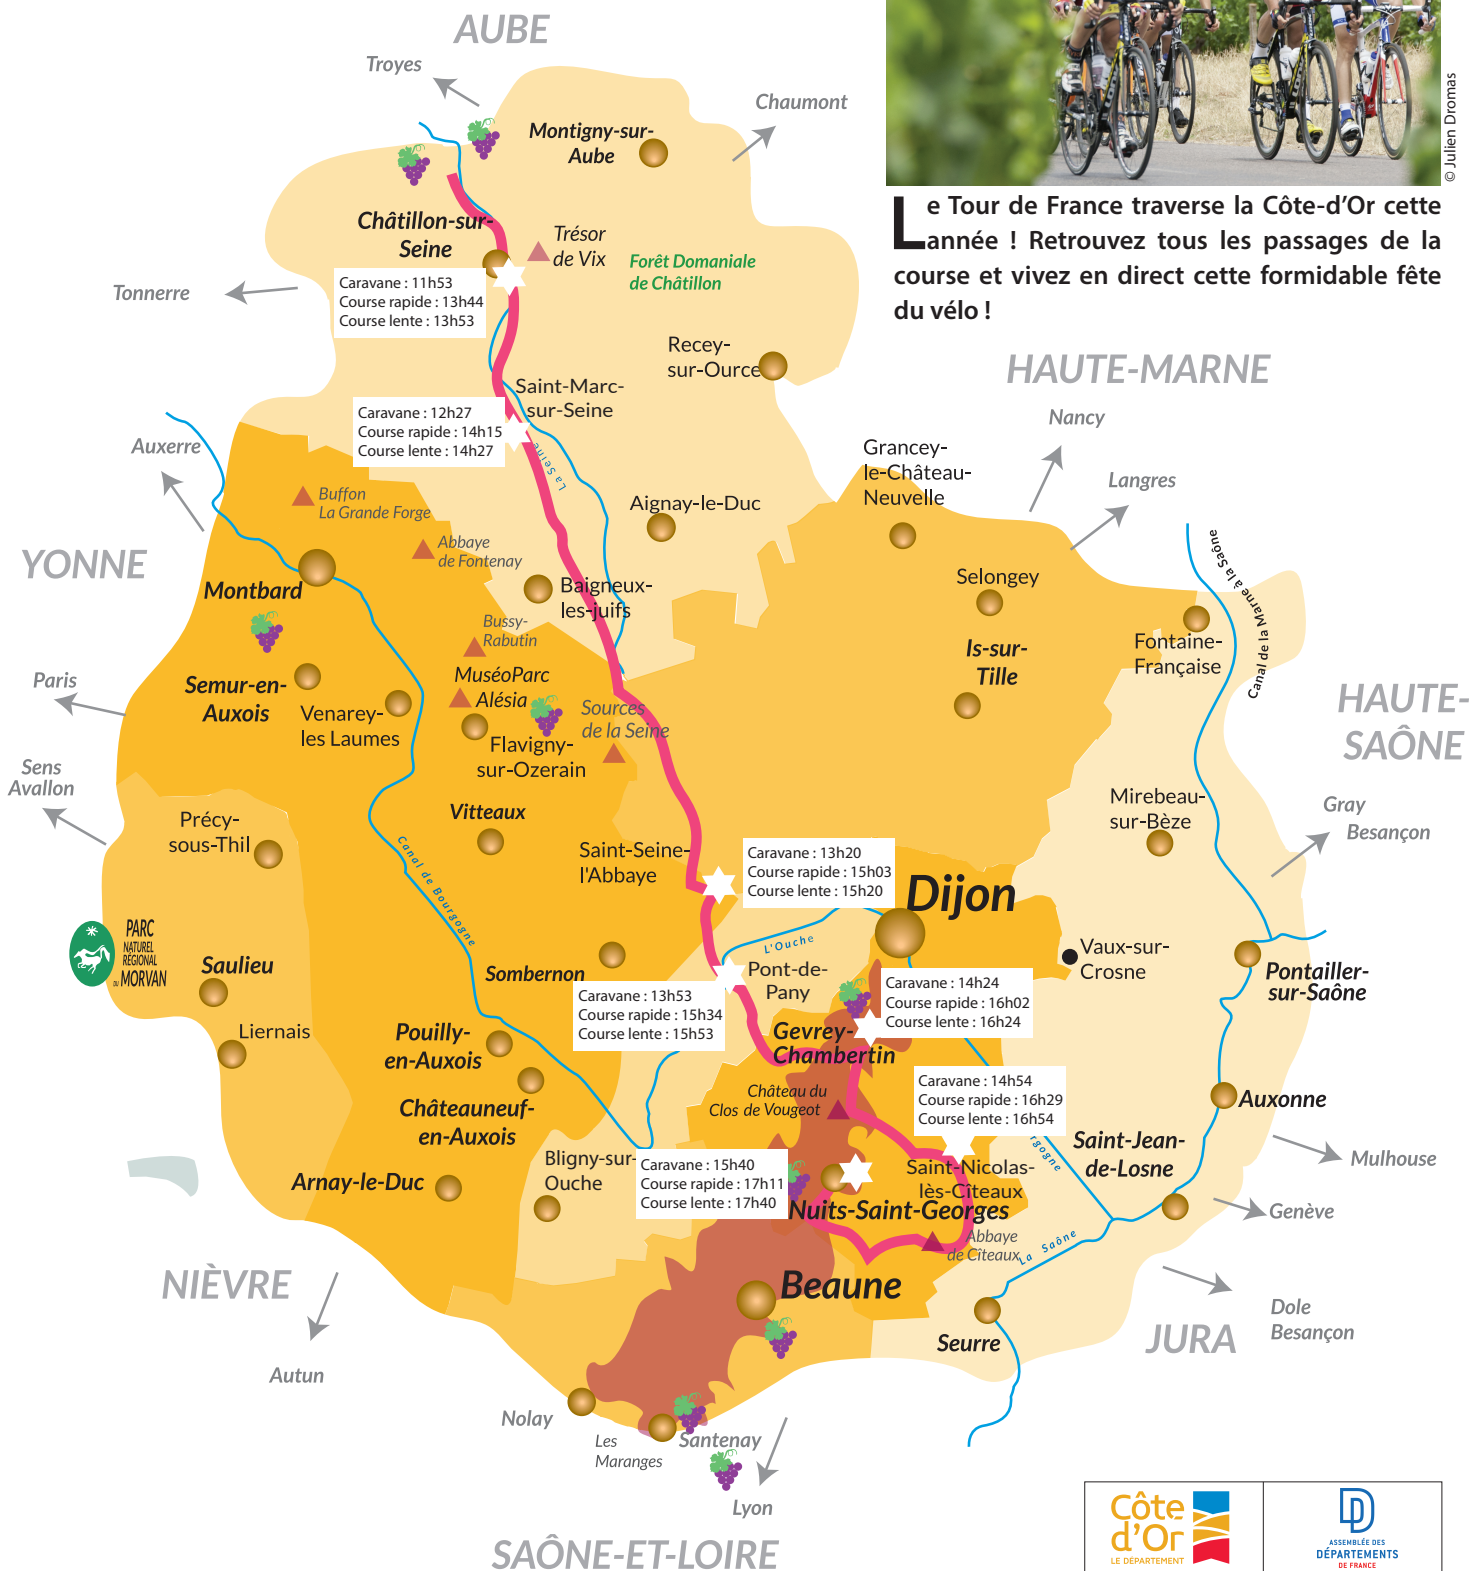 AUBE
Troyes
Chaumont
Montigny-sur-
Aube
© Julien Dromas
Le Tour de France traverse la Côte-d'Or cette
année ! Retrouvez tous les passages de la
course et vivez en direct cette formidable fête
du vélo !
Châtillon-sur-
Seine
Trésor
de Vix
Forêt Domaniale
de Châtillon
Tonnerre
Caravane : 11h53
Course rapide : 13h44
Course lente : 13h53
Recey-
sur-Ource
HAUTE-MARNE
Saint-Marc-
sur-Seine
Caravane : 12h27
Course rapide : 14h15
Course lente : 14h27
La Seine
Nancy
Auxerre
Grancey-
le-Château-
Neuvelle
Langres
Buffon
La Grande Forge
Aignay-le-Duc
Abbaye
de Fontenay
YONNE
Montbard
Baigneux-
les-juifs
Selongey
Canal de la Marne à la Saône
Bussy-
Rabutin
Is-sur-
Tille
Fontaine-
Française
Paris
Semur-en-
Auxois
Venarey-
les Laumes
MuséoParc
Alésia
Sources
de la Seine
Flavigny-
sur-Ozerain
HAUTE-
SAÔNE
Sens
Avallon
Précy-
sous-Thil
Vitteaux
Mirebeau-
sur-Bèze
Gray
Besançon
Canal de Bourgogne
Saint-Seine-
l'Abbaye
Caravane : 13h20
Course rapide : 15h03
Course lente : 15h20
Dijon
PARC
NATUREL
RÉGIONAL
DU MORVAN
Saulieu
L'Ouche
Sombernon
Pont-de-
Pany
Vaux-sur-
Crosne
Pontailler-
sur-Saône
Caravane : 13h53
Course rapide : 15h34
Course lente : 15h53
Caravane : 14h24
Course rapide : 16h02
Course lente : 16h24
Liernais
Pouilly-
en-Auxois
Gevrey-
Chambertin
Châteauneuf-
en-Auxois
Château du
Clos de Vougeot
Caravane : 14h54
Course rapide : 16h29
Course lente : 16h54
rgogne
Auxonne
Saint-Jean-
de-Losne
Mulhouse
Arnay-le-Duc
Bligny-sur-
Ouche
Caravane : 15h40
Course rapide : 17h11
Course lente : 17h40
Saint-Nicolas-
lès-Cîteaux
Nuits-Saint-Georges
Abbaye
de Cîteaux
La Saône
Genève
NIÈVRE
Beaune
Dole
Besançon
Seurre
JURA
Autun
Nolay
Les
Maranges
Santenay
Lyon
SAÔNE-ET-LOIRE
Côte
d'Or
LE DÉPARTEMENT
ASSEMBLÉE DES
DÉPARTEMENTS
DE FRANCE